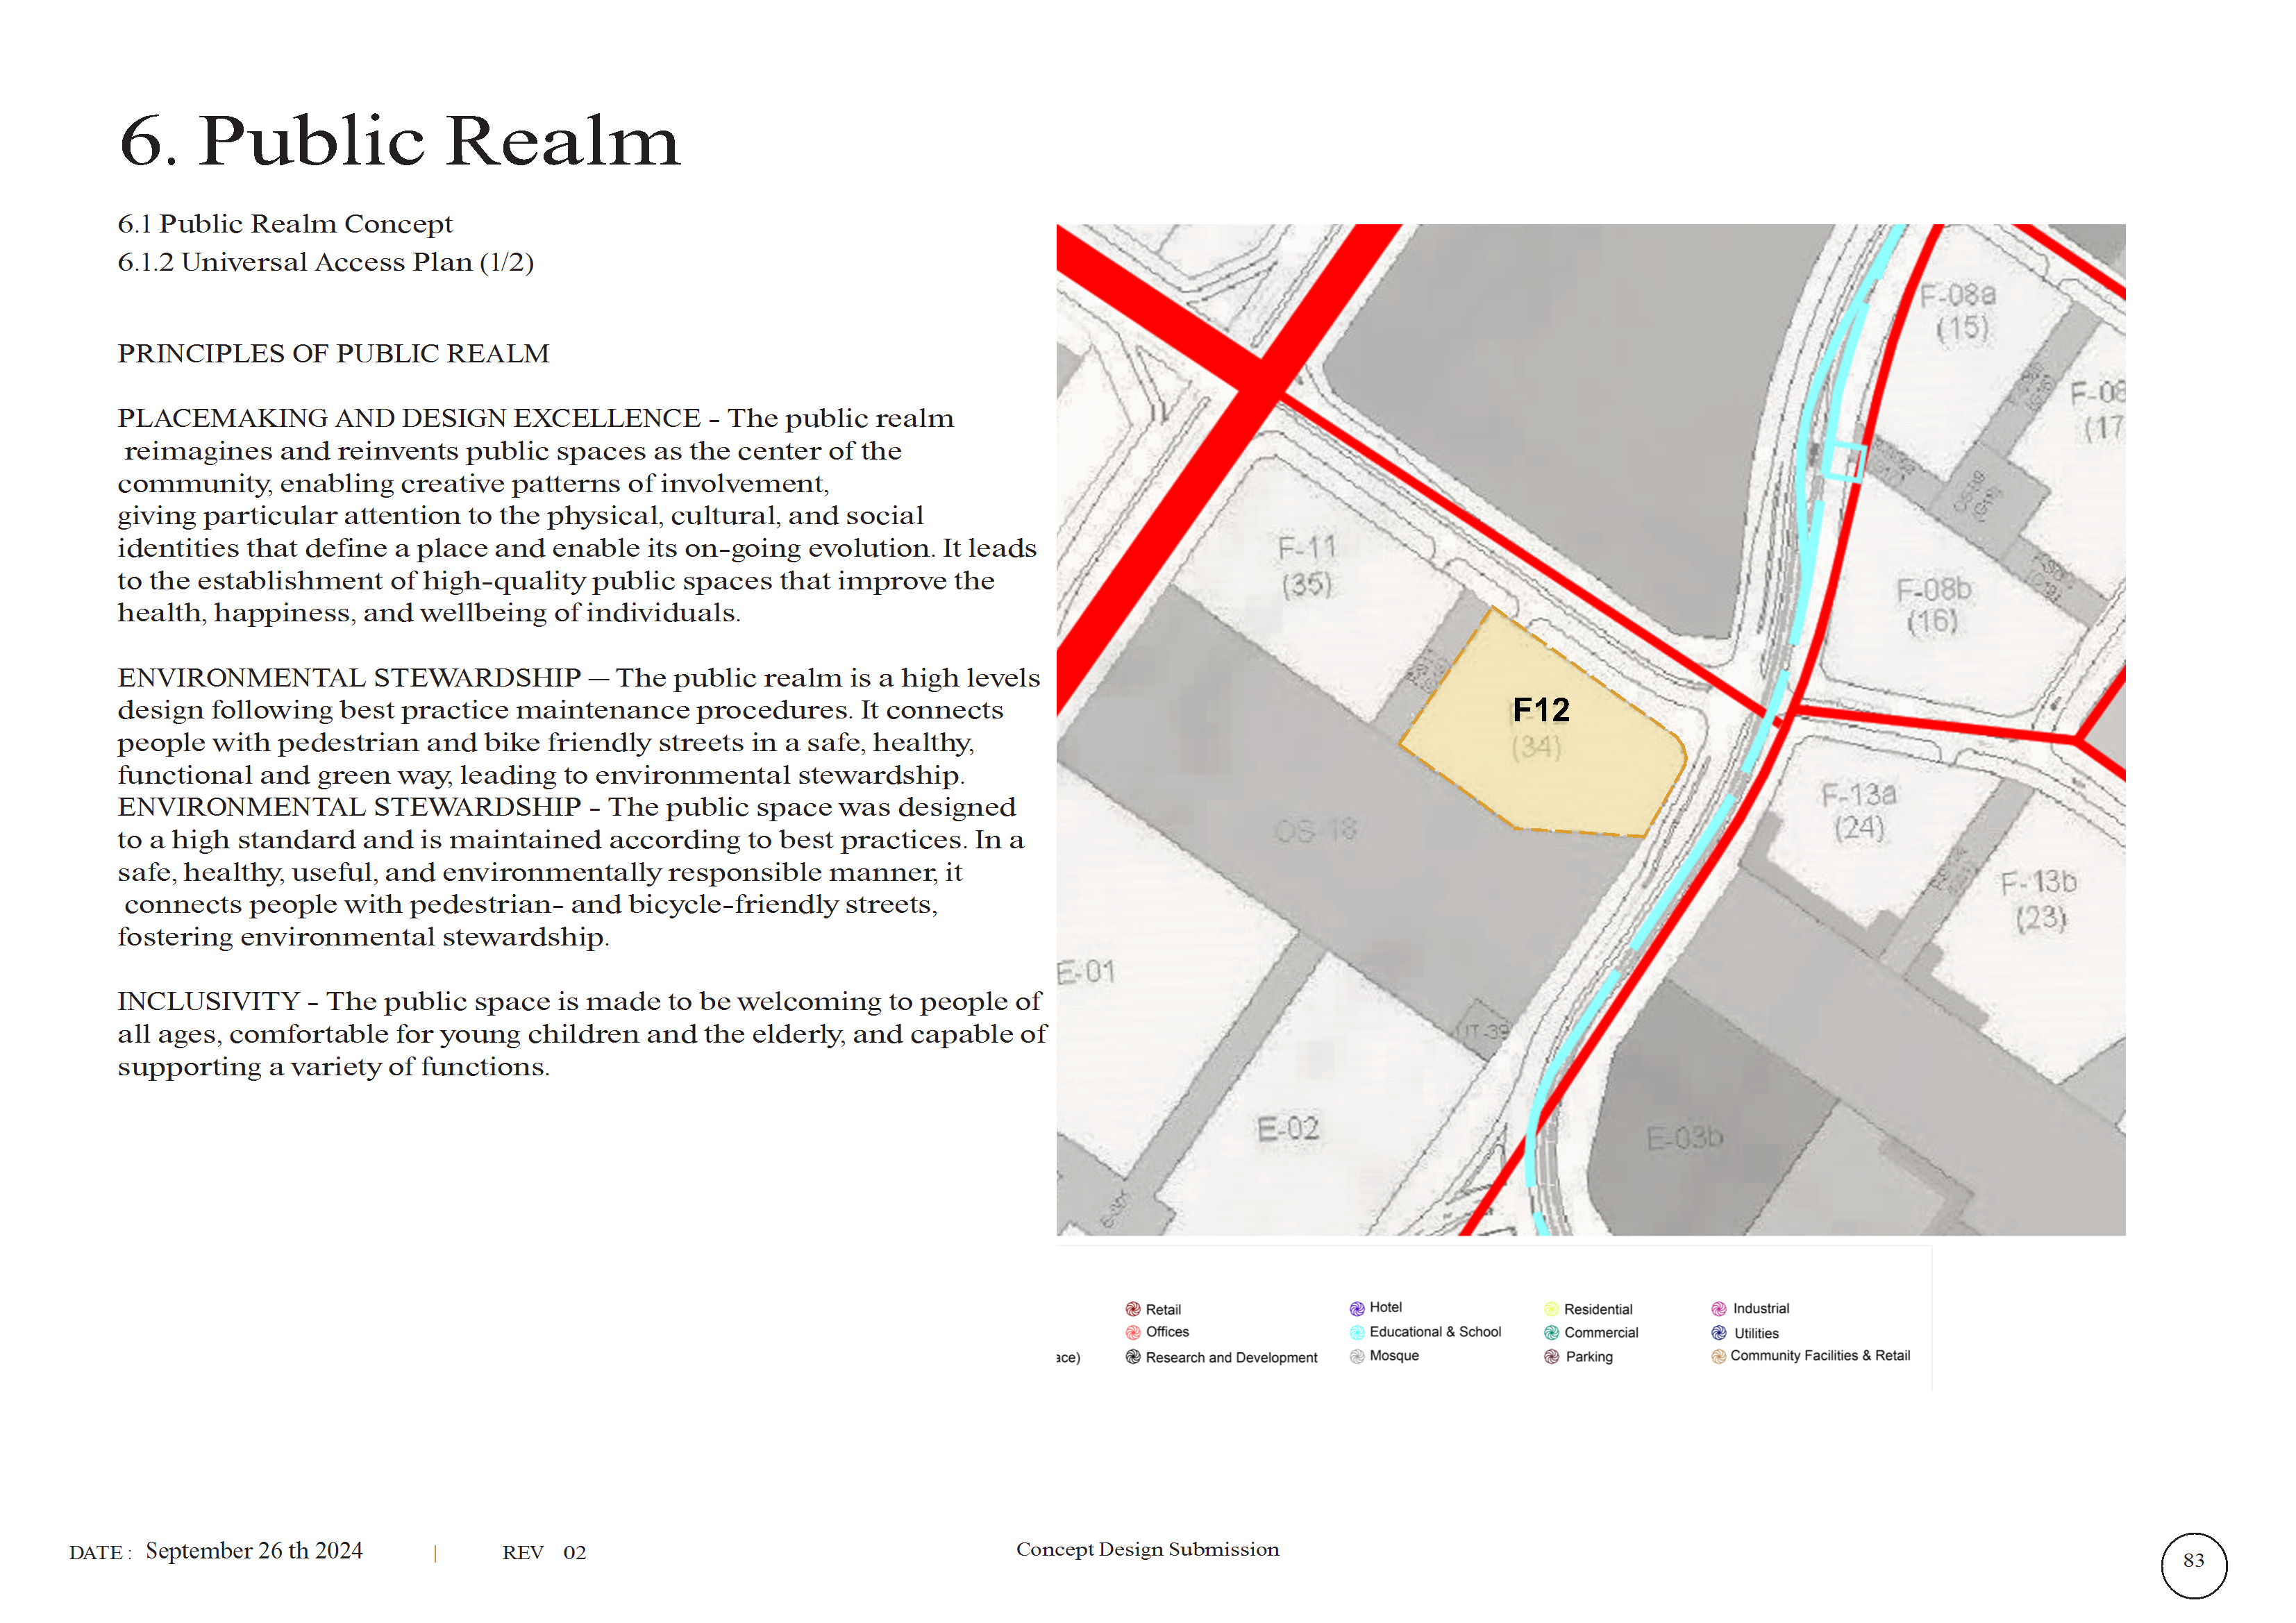 6. Public Realm
6.1 Public Realm Concept
6.1.2 Universal Access Plan (1/2)
PRINCIPLES OF PUBLIC REALM
PLACEMAKING AND DESIGN EXCELLENCE - The public realm
reimagines and reinvents public spaces as the center of the
community, enabling creative patterns of involvement,
giving particular attention to the physical, cultural, and social
identities that define a place and enable its on-going evolution. It leads
to the establishment of high-quality public spaces that improve the
health, happiness, and wellbeing of individuals.
ENVIRONMENTAL STEWARDSHIP — The public realm is a high levels
design following best practice maintenance procedures. It connects
people with pedestrian and bike friendly streets in a safe, healthy,
functional and green way, leading to environmental stewardship.
ENVIRONMENTAL STEWARDSHIP - The public space was designed
to a high standard and is maintained according to best practices. In a
safe, healthy, useful, and environmentally responsible manner, it
connects people with pedestrian- and bicycle-friendly streets,
fostering environmental stewardship.
INCLUSIVITY - The public space is made to be welcoming to people of
all ages, comfortable for young children and the elderly, and capable of
supporting a variety of functions.
F-08a
(15)
F-08
(17
F-11
(35)
F-08b
(16)
F12
(34)
F-13a
(24)
OS-18
F-13b
(23)
E-01
UT-39
E-02
E-03b
Retail
Hotel
Residential
Industrial
Offices
Educational & School
Commercial
Utilities
ace)
Research and Development
Mosque
Parking
Community Facilities & Retail
DATE : September 26 th 2024 | REV 02
Concept Design Submission
83